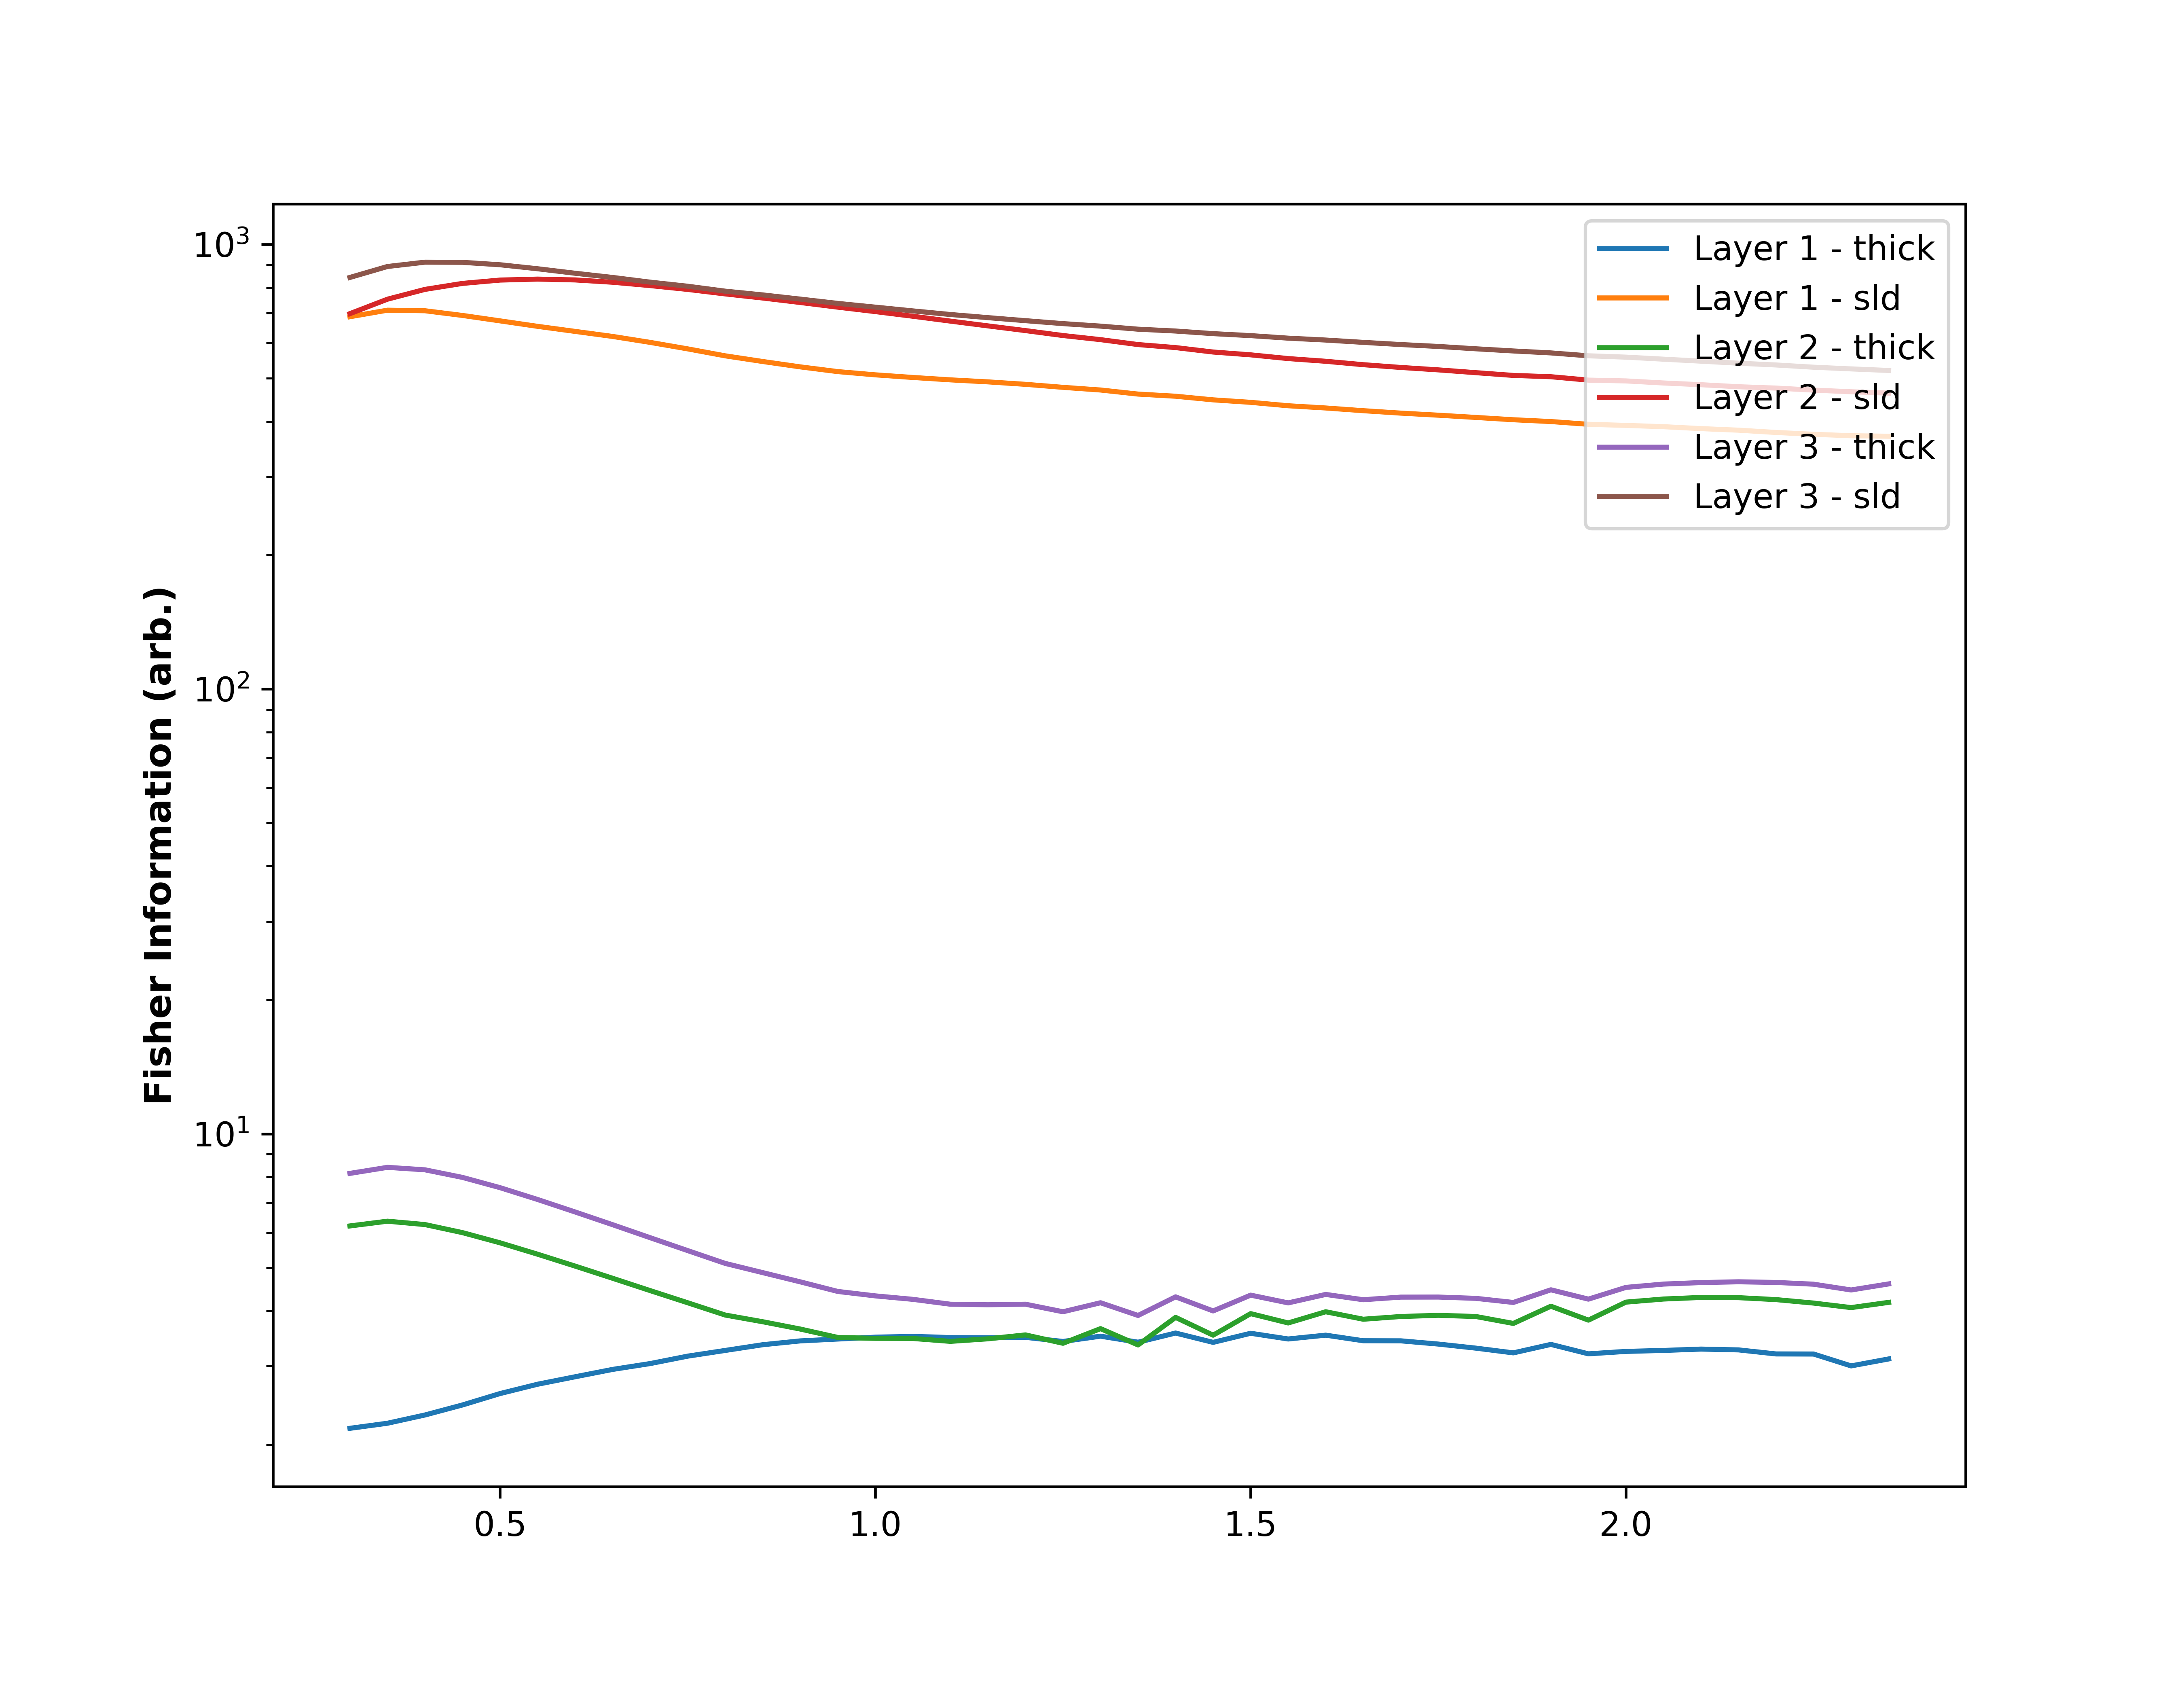 10³
10²
10¹
Fisher Information (arb.)
0.5
1.0
1.5
2.0
Layer 1 - thick
Layer 1 - sld
Layer 2 - thick
Layer 2 - sld
Layer 3 - thick
Layer 3 - sld